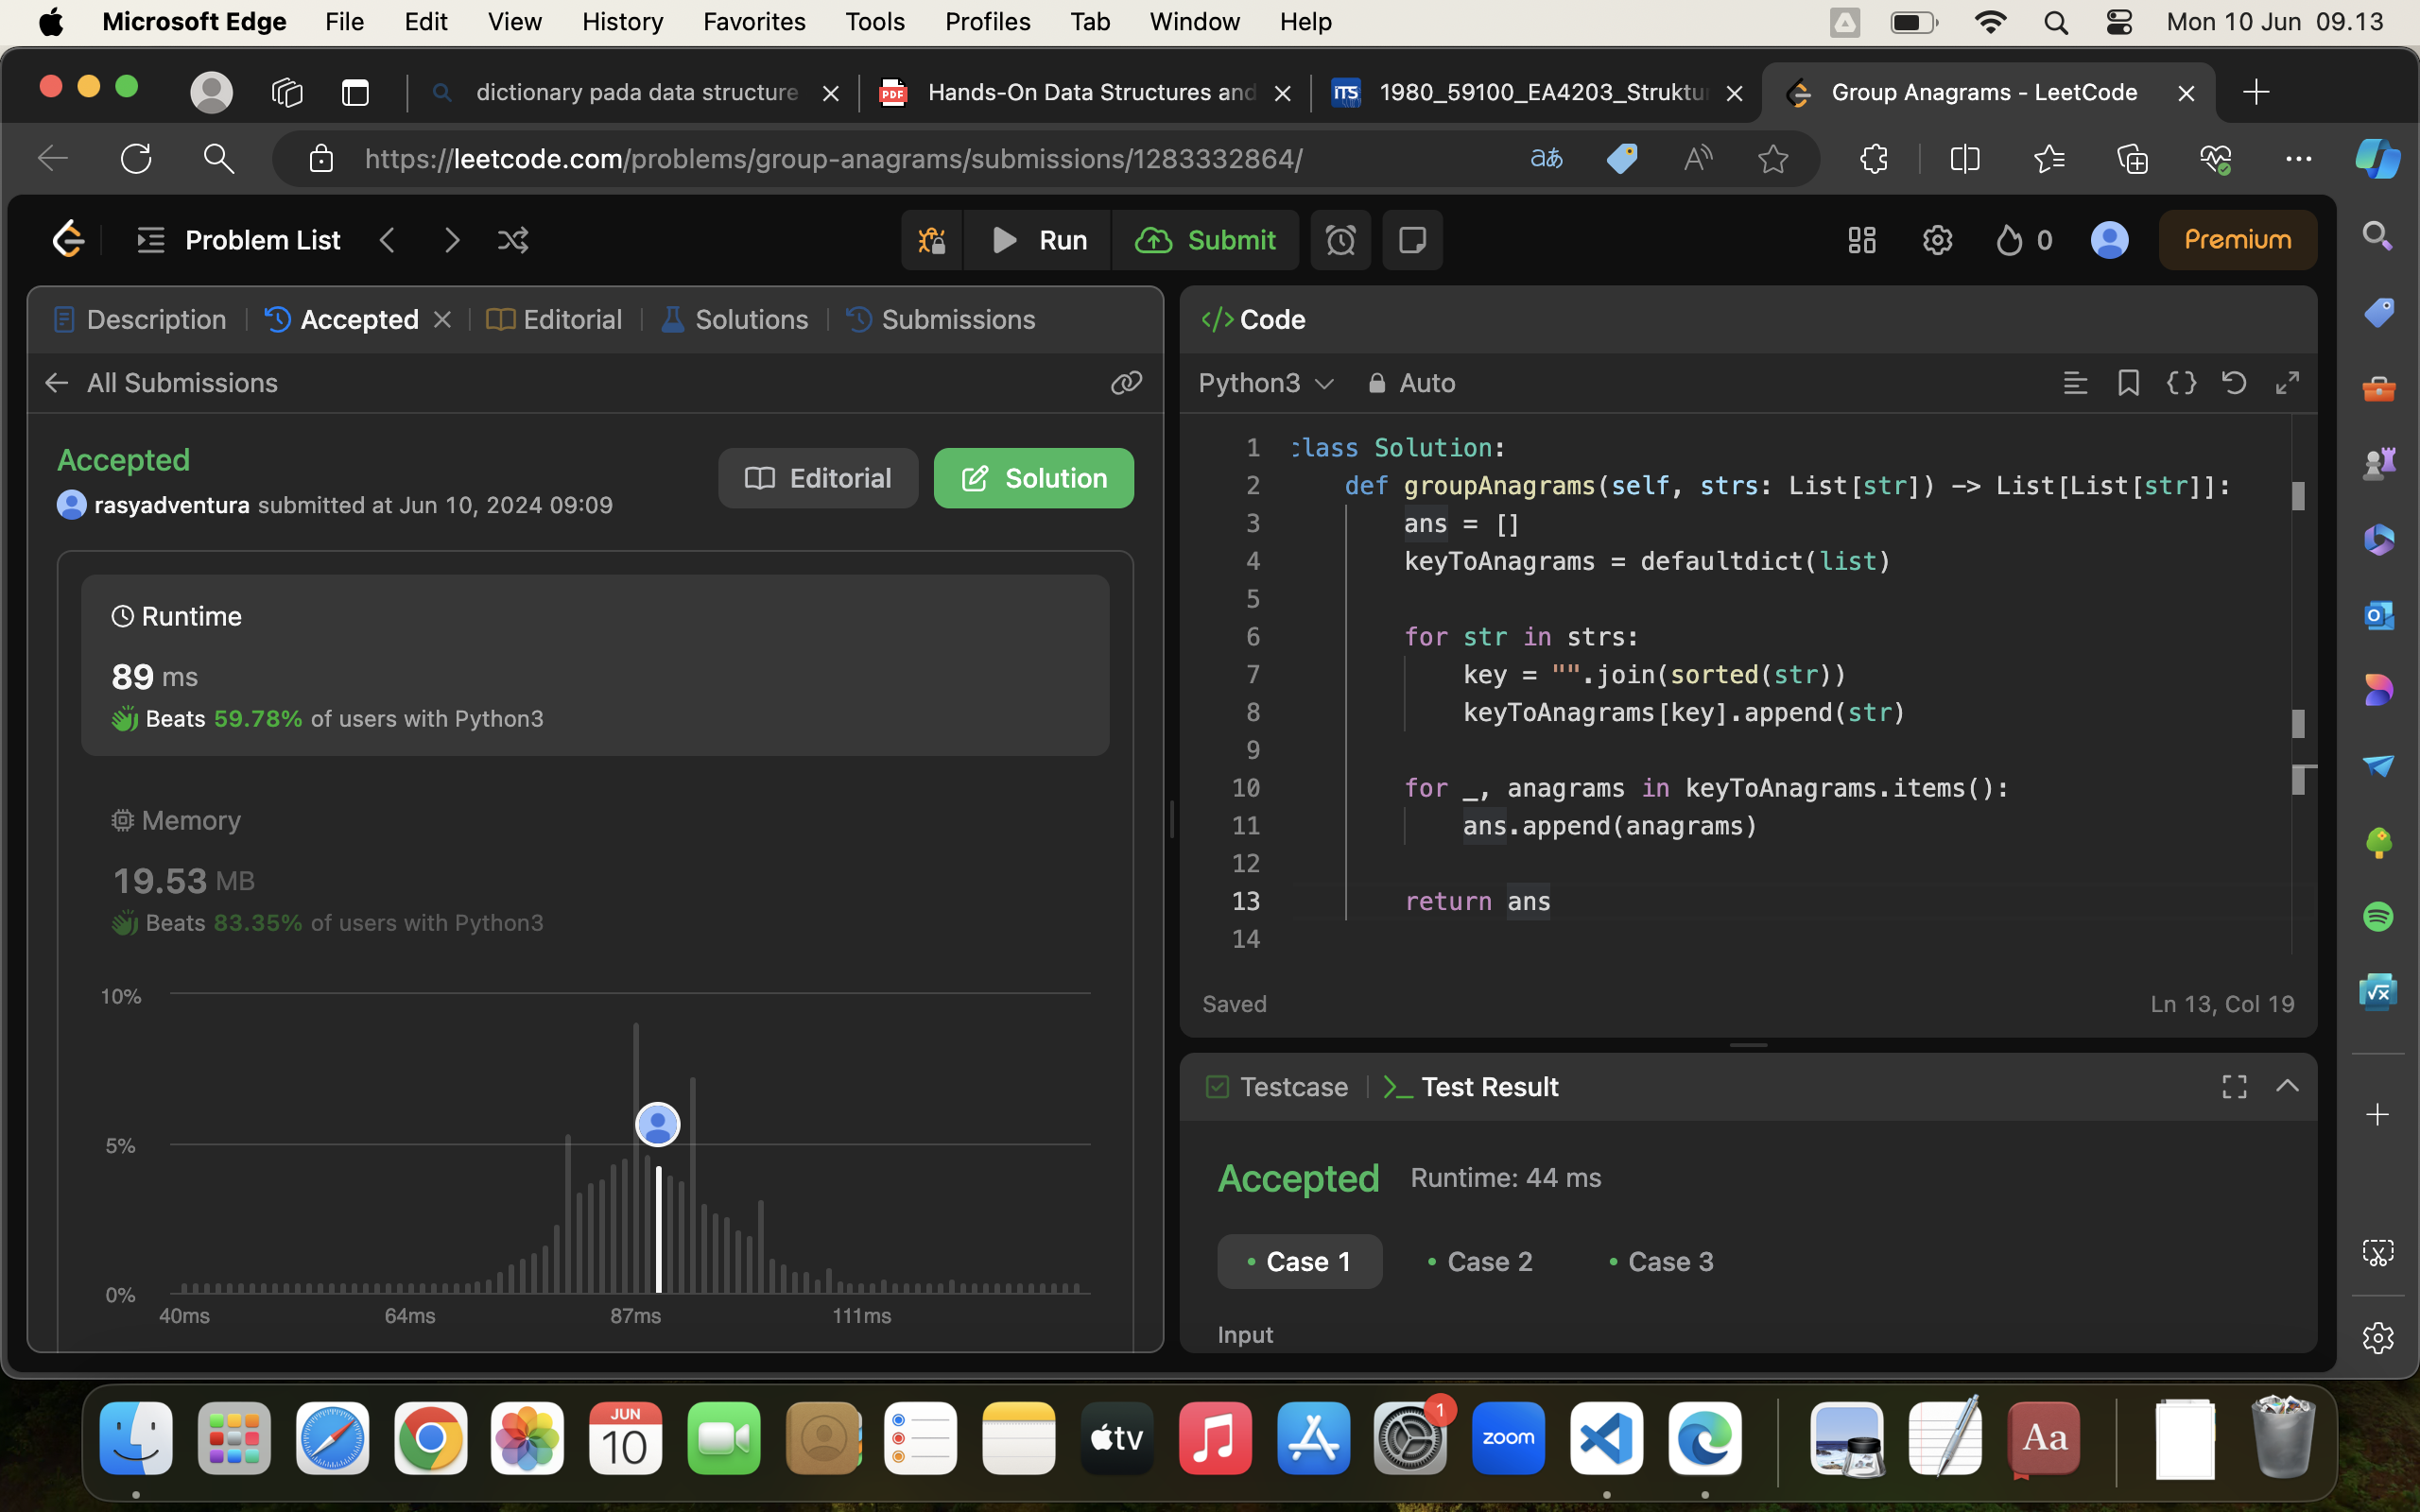 Microsoft Edge File Edit View History Favorites Tools Profiles Tab Window Help Mon 10 Jun 09.13
dictionary pada data structure
PDF Hands-On Data Structures and
ITS 1980_59100_EA4203_Struktu
Group Anagrams - LeetCode
https://leetcode.com/problems/group-anagrams/submissions/1283332864/
Problem List Run Submit 0 Premium
Description Accepted Editorial Solutions Submissions
All Submissions
Accepted
rasyadventura submitted at Jun 10, 2024 09:09
Editorial Solution
Runtime
89 ms
Beats 59.78% of users with Python3
Memory
19.53 MB
Beats 83.35% of users with Python3
10%
5%
0%
40ms 64ms 87ms 111ms
</> Code
Python3 Auto
1 class Solution:
2 def groupAnagrams(self, strs: List[str]) -> List[List[str]]:
3 ans = []
4 keyToAnagrams = defaultdict(list)
5
6 for str in strs:
7 key = "".join(sorted(str))
8 keyToAnagrams[key].append(str)
9
10 for _, anagrams in keyToAnagrams.items():
11 ans.append(anagrams)
12
13 return ans
14
Saved Ln 13, Col 19
Testcase >_ Test Result
Accepted Runtime: 44 ms
• Case 1 • Case 2 • Case 3
Input
JUN
10
tv
1
zoom
Aa